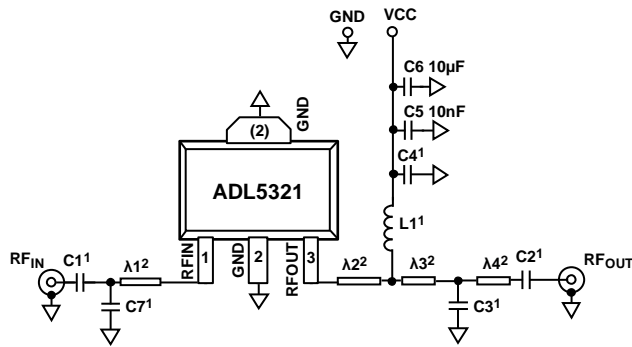 GND VCC
C6 10µF
C5 10nF
C4¹
GND
(2)
ADL5321
L1¹
RFIN
1
GND
2
RFOUT
3
RF_IN
C1¹
λ1²
λ2²
λ3²
λ4²
C2¹
RF_OUT
C7¹
C3¹